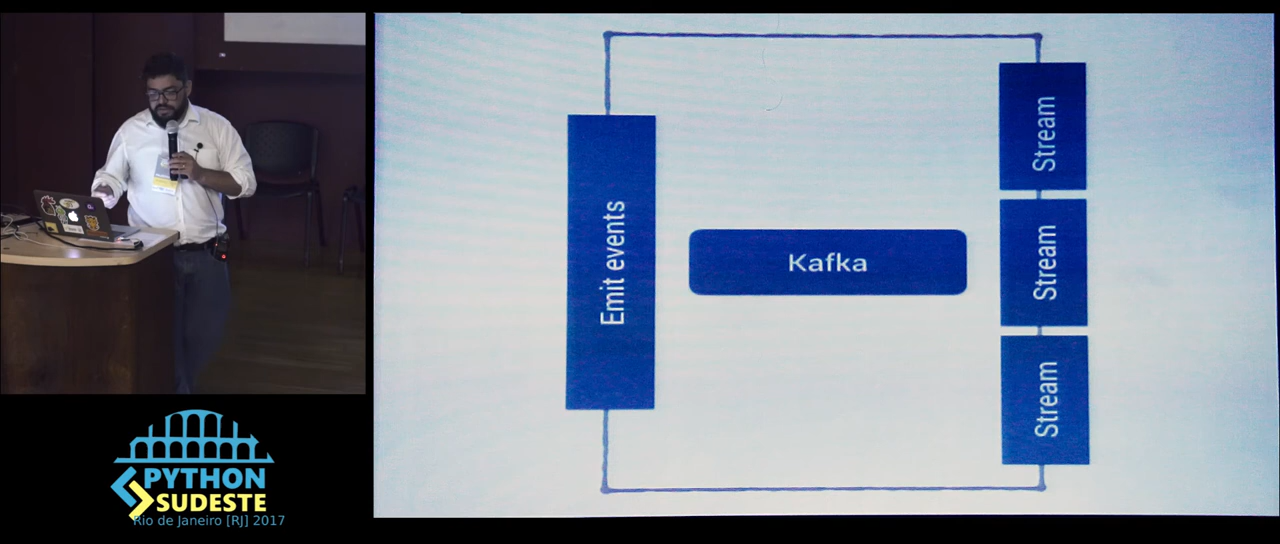 Emit events
Kafka
Stream
Stream
Stream
PYTHON
SUDESTE
Rio de Janeiro [RJ] 2017